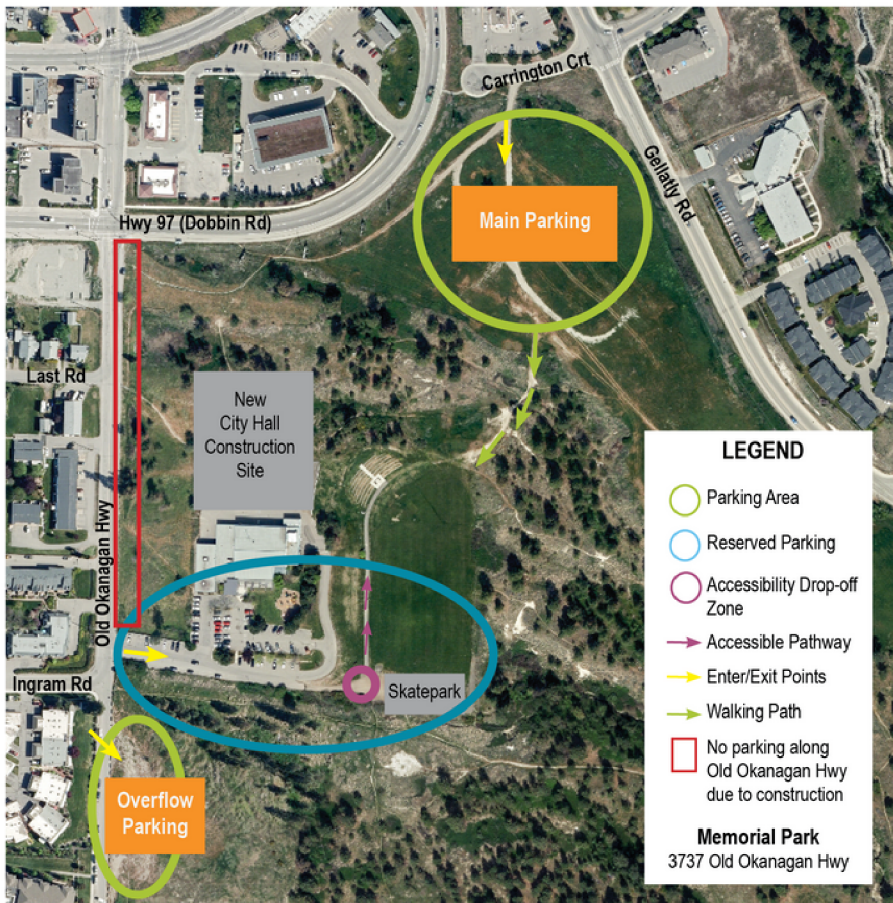 Carrington Crt
Gellatly Rd.
Main Parking
Hwy 97 (Dobbin Rd)
Last Rd
New
City Hall
Construction
Site
Old Okanagan Hwy
Ingram Rd
Skatepark
Overflow
Parking
LEGEND
Parking Area
Reserved Parking
Accessibility Drop-off
Zone
Accessible Pathway
Enter/Exit Points
Walking Path
No parking along
Old Okanagan Hwy
due to construction
Memorial Park
3737 Old Okanagan Hwy